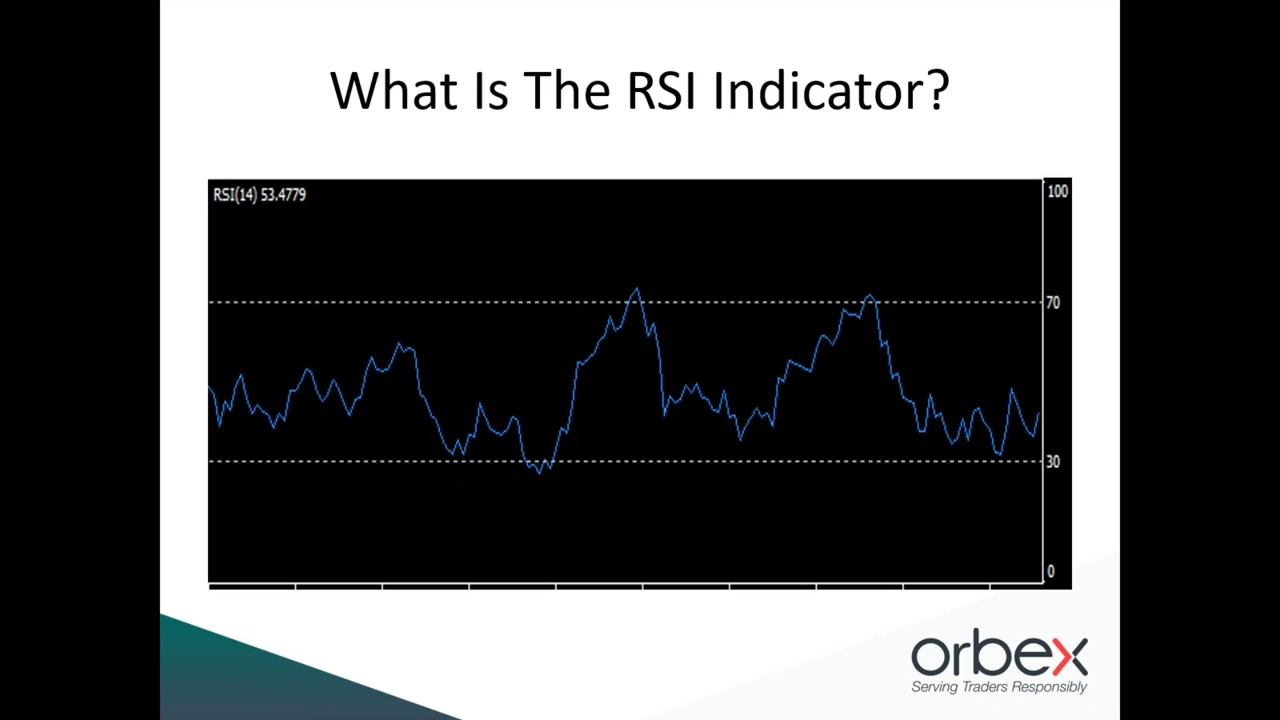 What Is The RSI Indicator?
RSI(14) 53.4779
100
70
30
0
orbex
Serving Traders Responsibly